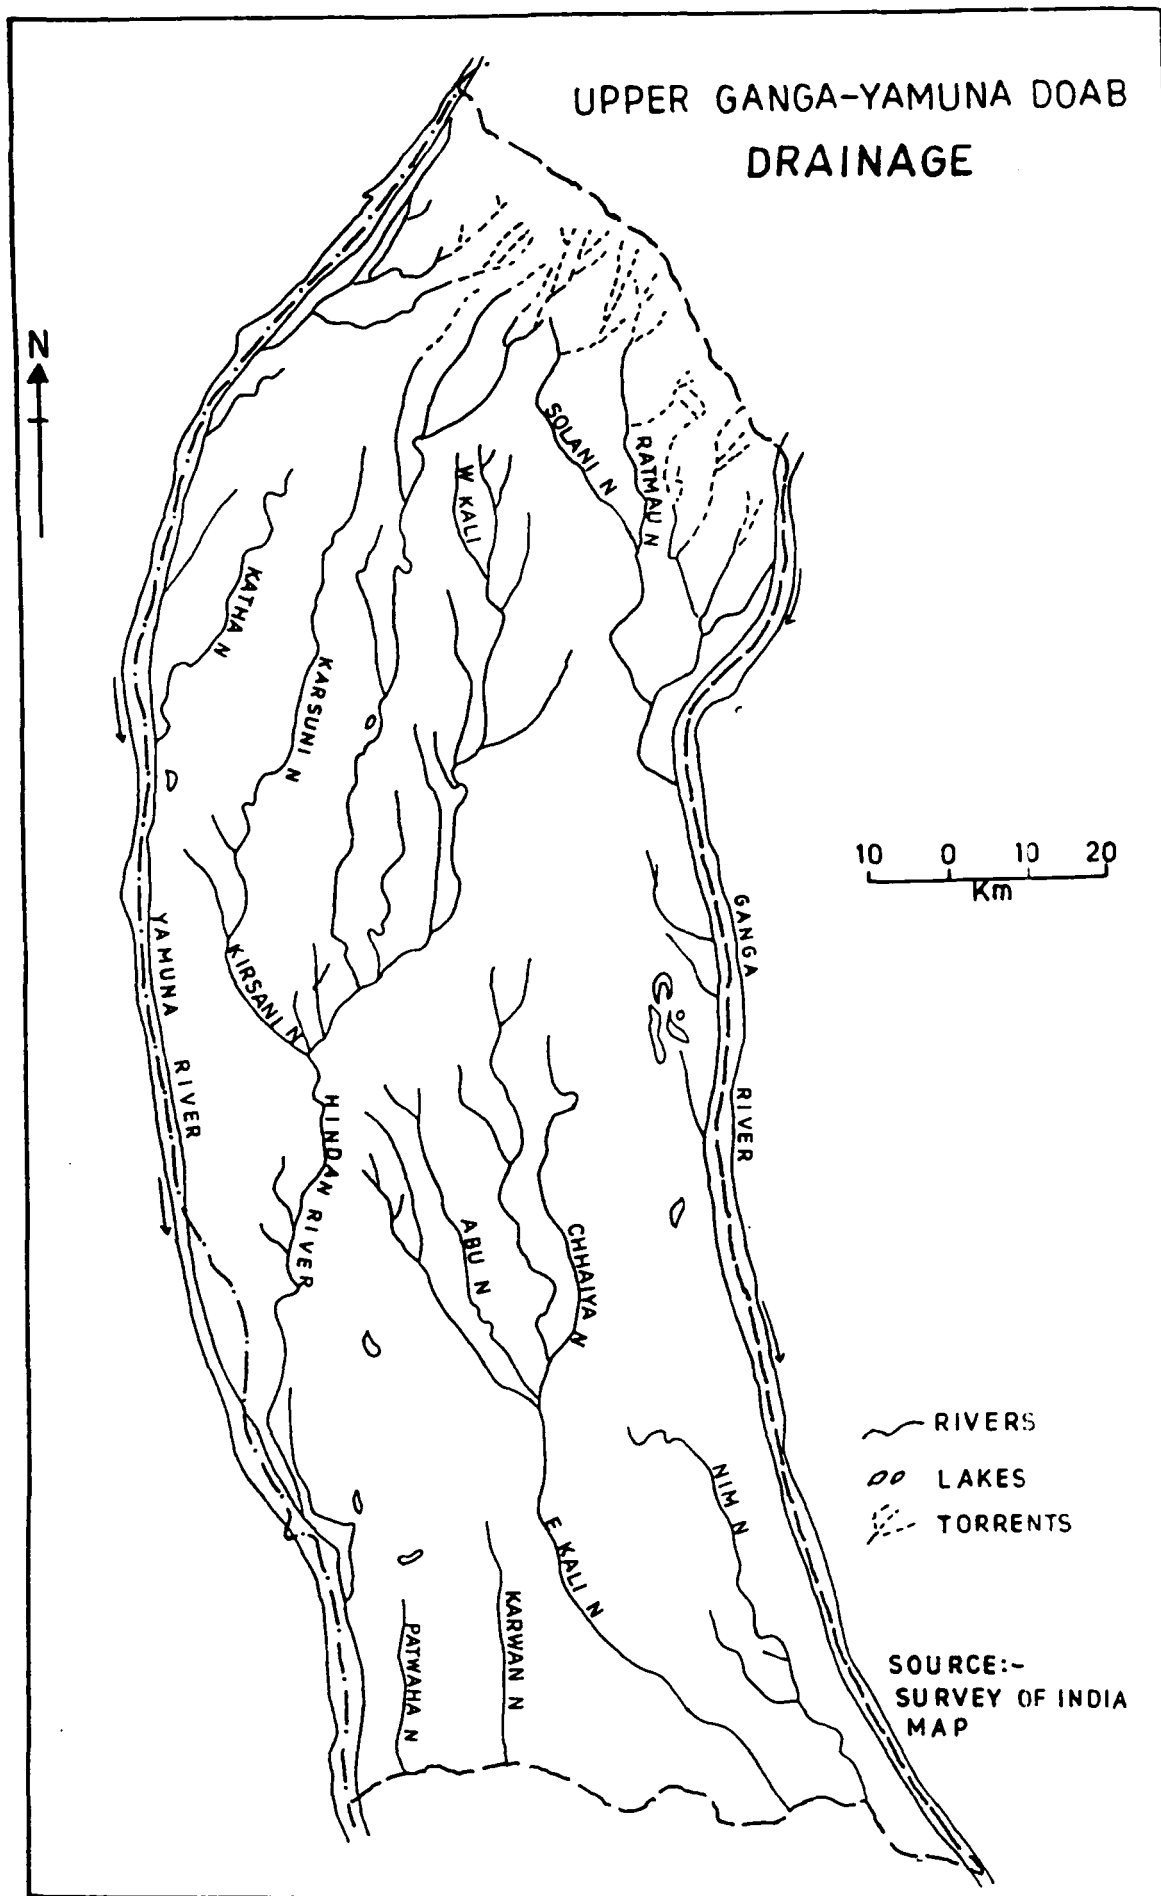 UPPER GANGA-YAMUNA DOAB
DRAINAGE
N
SOLANI N
RATMAU N
W KALI
KATHA N
KARSUNI N
10 0 10 20
Km
GANGA RIVER
YAMUNA RIVER
KIRSANI N
HINDAN RIVER
ABU N
CHHAIYA N
RIVERS
LAKES
TORRENTS
NIM N
E KALI N
KARWAN N
PATWAHA N
SOURCE:-
SURVEY OF INDIA
MAP